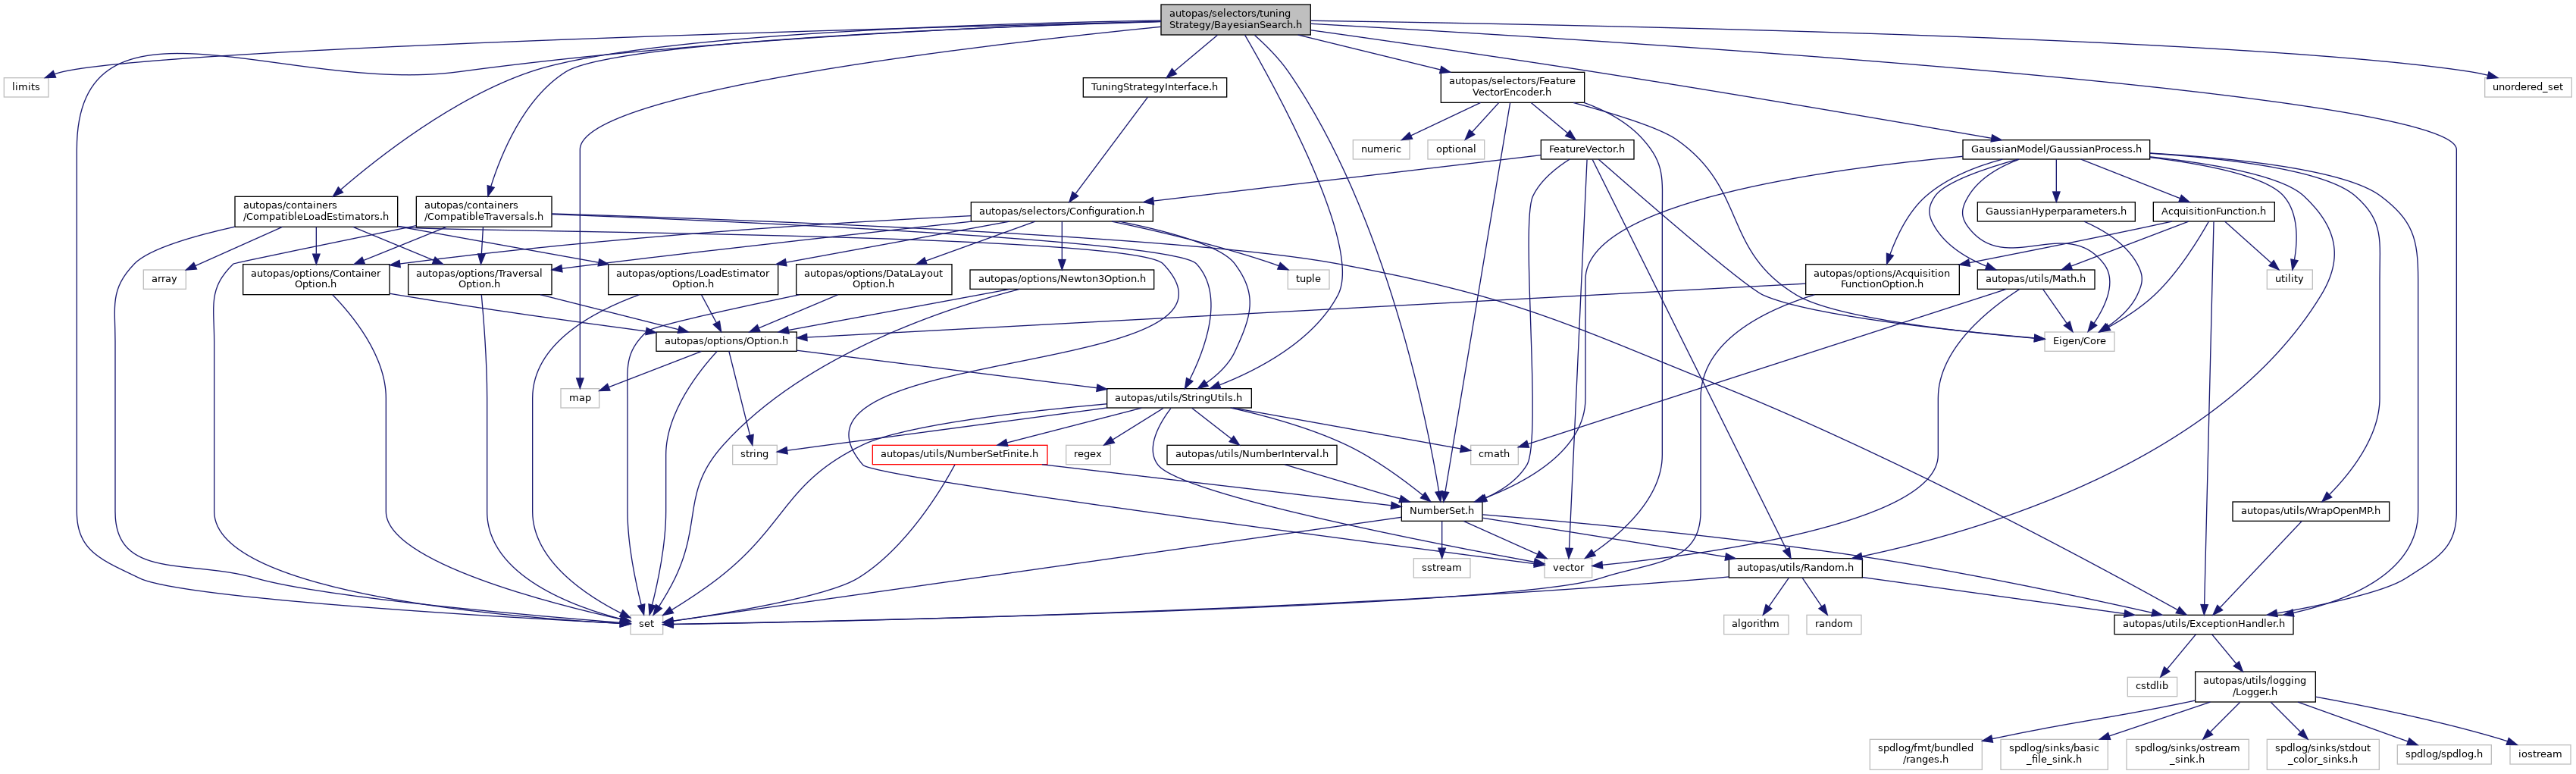 autopas/selectors/tuning
Strategy/BayesianSearch.h
limits
TuningStrategyInterface.h
autopas/selectors/Feature
VectorEncoder.h
unordered_set
numeric
optional
FeatureVector.h
GaussianModel/GaussianProcess.h
autopas/containers
/CompatibleLoadEstimators.h
autopas/containers
/CompatibleTraversals.h
autopas/selectors/Configuration.h
GaussianHyperparameters.h
AcquisitionFunction.h
array
autopas/options/Container
Option.h
autopas/options/Traversal
Option.h
autopas/options/LoadEstimator
Option.h
autopas/options/DataLayout
Option.h
autopas/options/Newton3Option.h
tuple
autopas/options/Acquisition
FunctionOption.h
autopas/utils/Math.h
utility
autopas/options/Option.h
Eigen/Core
map
autopas/utils/StringUtils.h
string
autopas/utils/NumberSetFinite.h
regex
autopas/utils/NumberInterval.h
cmath
NumberSet.h
autopas/utils/WrapOpenMP.h
sstream
vector
autopas/utils/Random.h
set
algorithm
random
autopas/utils/ExceptionHandler.h
cstdlib
autopas/utils/logging
/Logger.h
spdlog/fmt/bundled
/ranges.h
spdlog/sinks/basic
_file_sink.h
spdlog/sinks/ostream
_sink.h
spdlog/sinks/stdout
_color_sinks.h
spdlog/spdlog.h
iostream